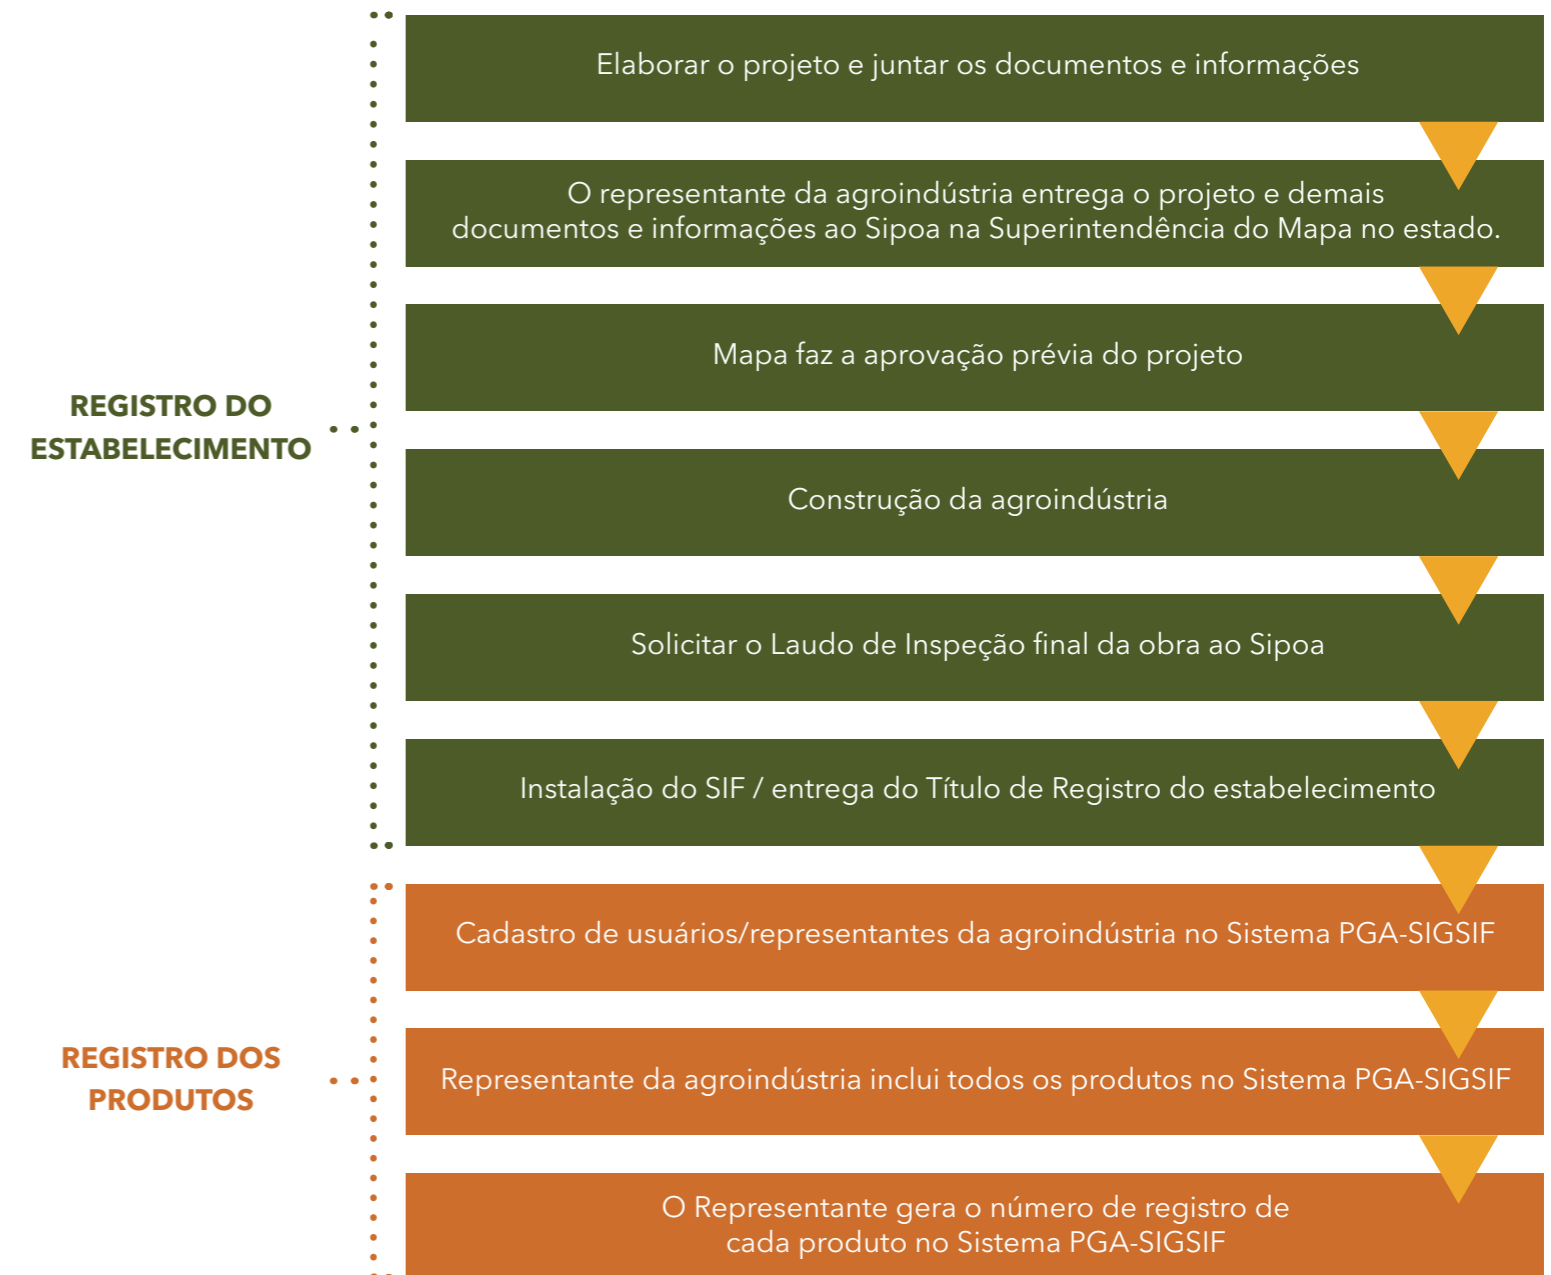 Elaborar o projeto e juntar os documentos e informações
O representante da agroindústria entrega o projeto e demais
documentos e informações ao Sipoa na Superintendência do Mapa no estado.
Mapa faz a aprovação prévia do projeto
REGISTRO DO
ESTABELECIMENTO
Construção da agroindústria
Solicitar o Laudo de Inspeção final da obra ao Sipoa
Instalação do SIF / entrega do Título de Registro do estabelecimento
Cadastro de usuários/representantes da agroindústria no Sistema PGA-SIGSIF
REGISTRO DOS
PRODUTOS
Representante da agroindústria inclui todos os produtos no Sistema PGA-SIGSIF
O Representante gera o número de registro de
cada produto no Sistema PGA-SIGSIF